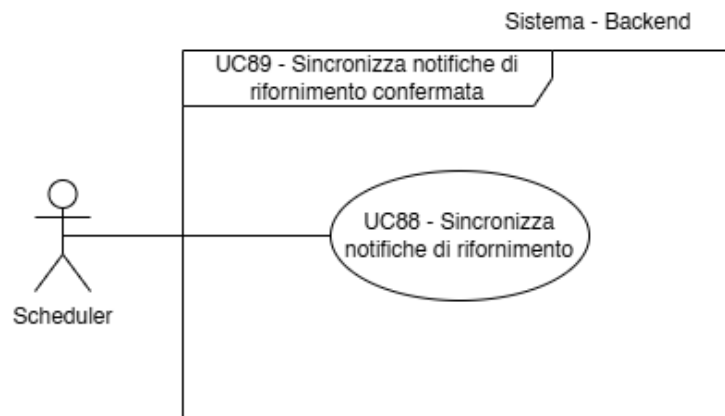 Sistema - Backend
UC89 - Sincronizza notifiche di
rifornimento confermata
UC88 - Sincronizza
notifiche di rifornimento
Scheduler